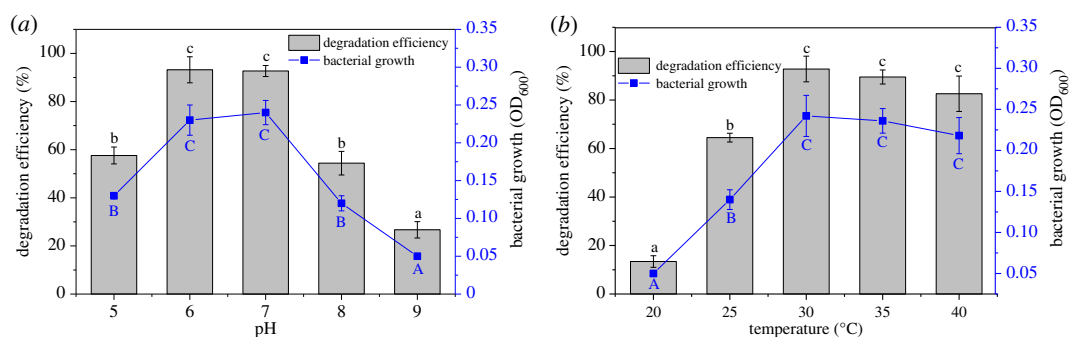 (a)
degradation efficiency (%)
100
80
60
40
20
0
b
c
c
b
a
B
C
C
B
A
degradation efficiency
bacterial growth
0.35
0.30
0.25
0.20
0.15
0.10
0.05
0
bacterial growth (OD600)
5 6 7 8 9
pH
(b)
degradation efficiency (%)
100
80
60
40
20
0
a
b
c
c
c
A
B
C
C
C
degradation efficiency
bacterial growth
0.35
0.30
0.25
0.20
0.15
0.10
0.05
bacterial growth (OD600)
20 25 30 35 40
temperature (°C)